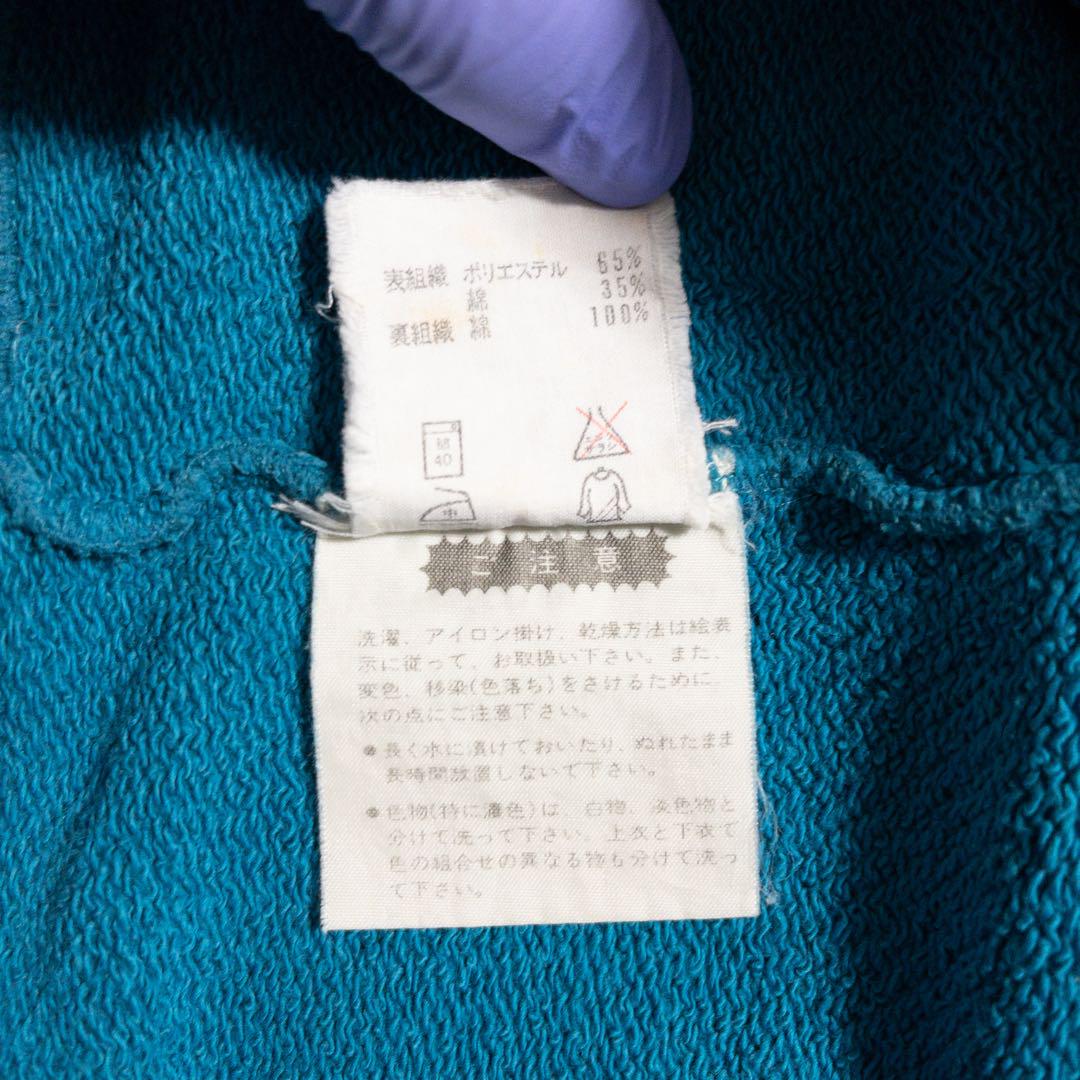 表組織 ポリエステル 65%
綿 35%
裏組織 綿 100%
40
中
ご注意
洗濯、アイロン掛け、乾燥方法は絵表
示に従って、お取扱い下さい。また、
変色、移染(色落ち)をさけるために、
次の点にご注意下さい。
●長く水に漬けておいたり、ぬれたまま
長時間放置しないで下さい。
●色物(特に濃色)は、白物、淡色物と
分けて洗って下さい。上衣と下衣で
色の組合せの異なる物も分けて洗っ
て下さい。